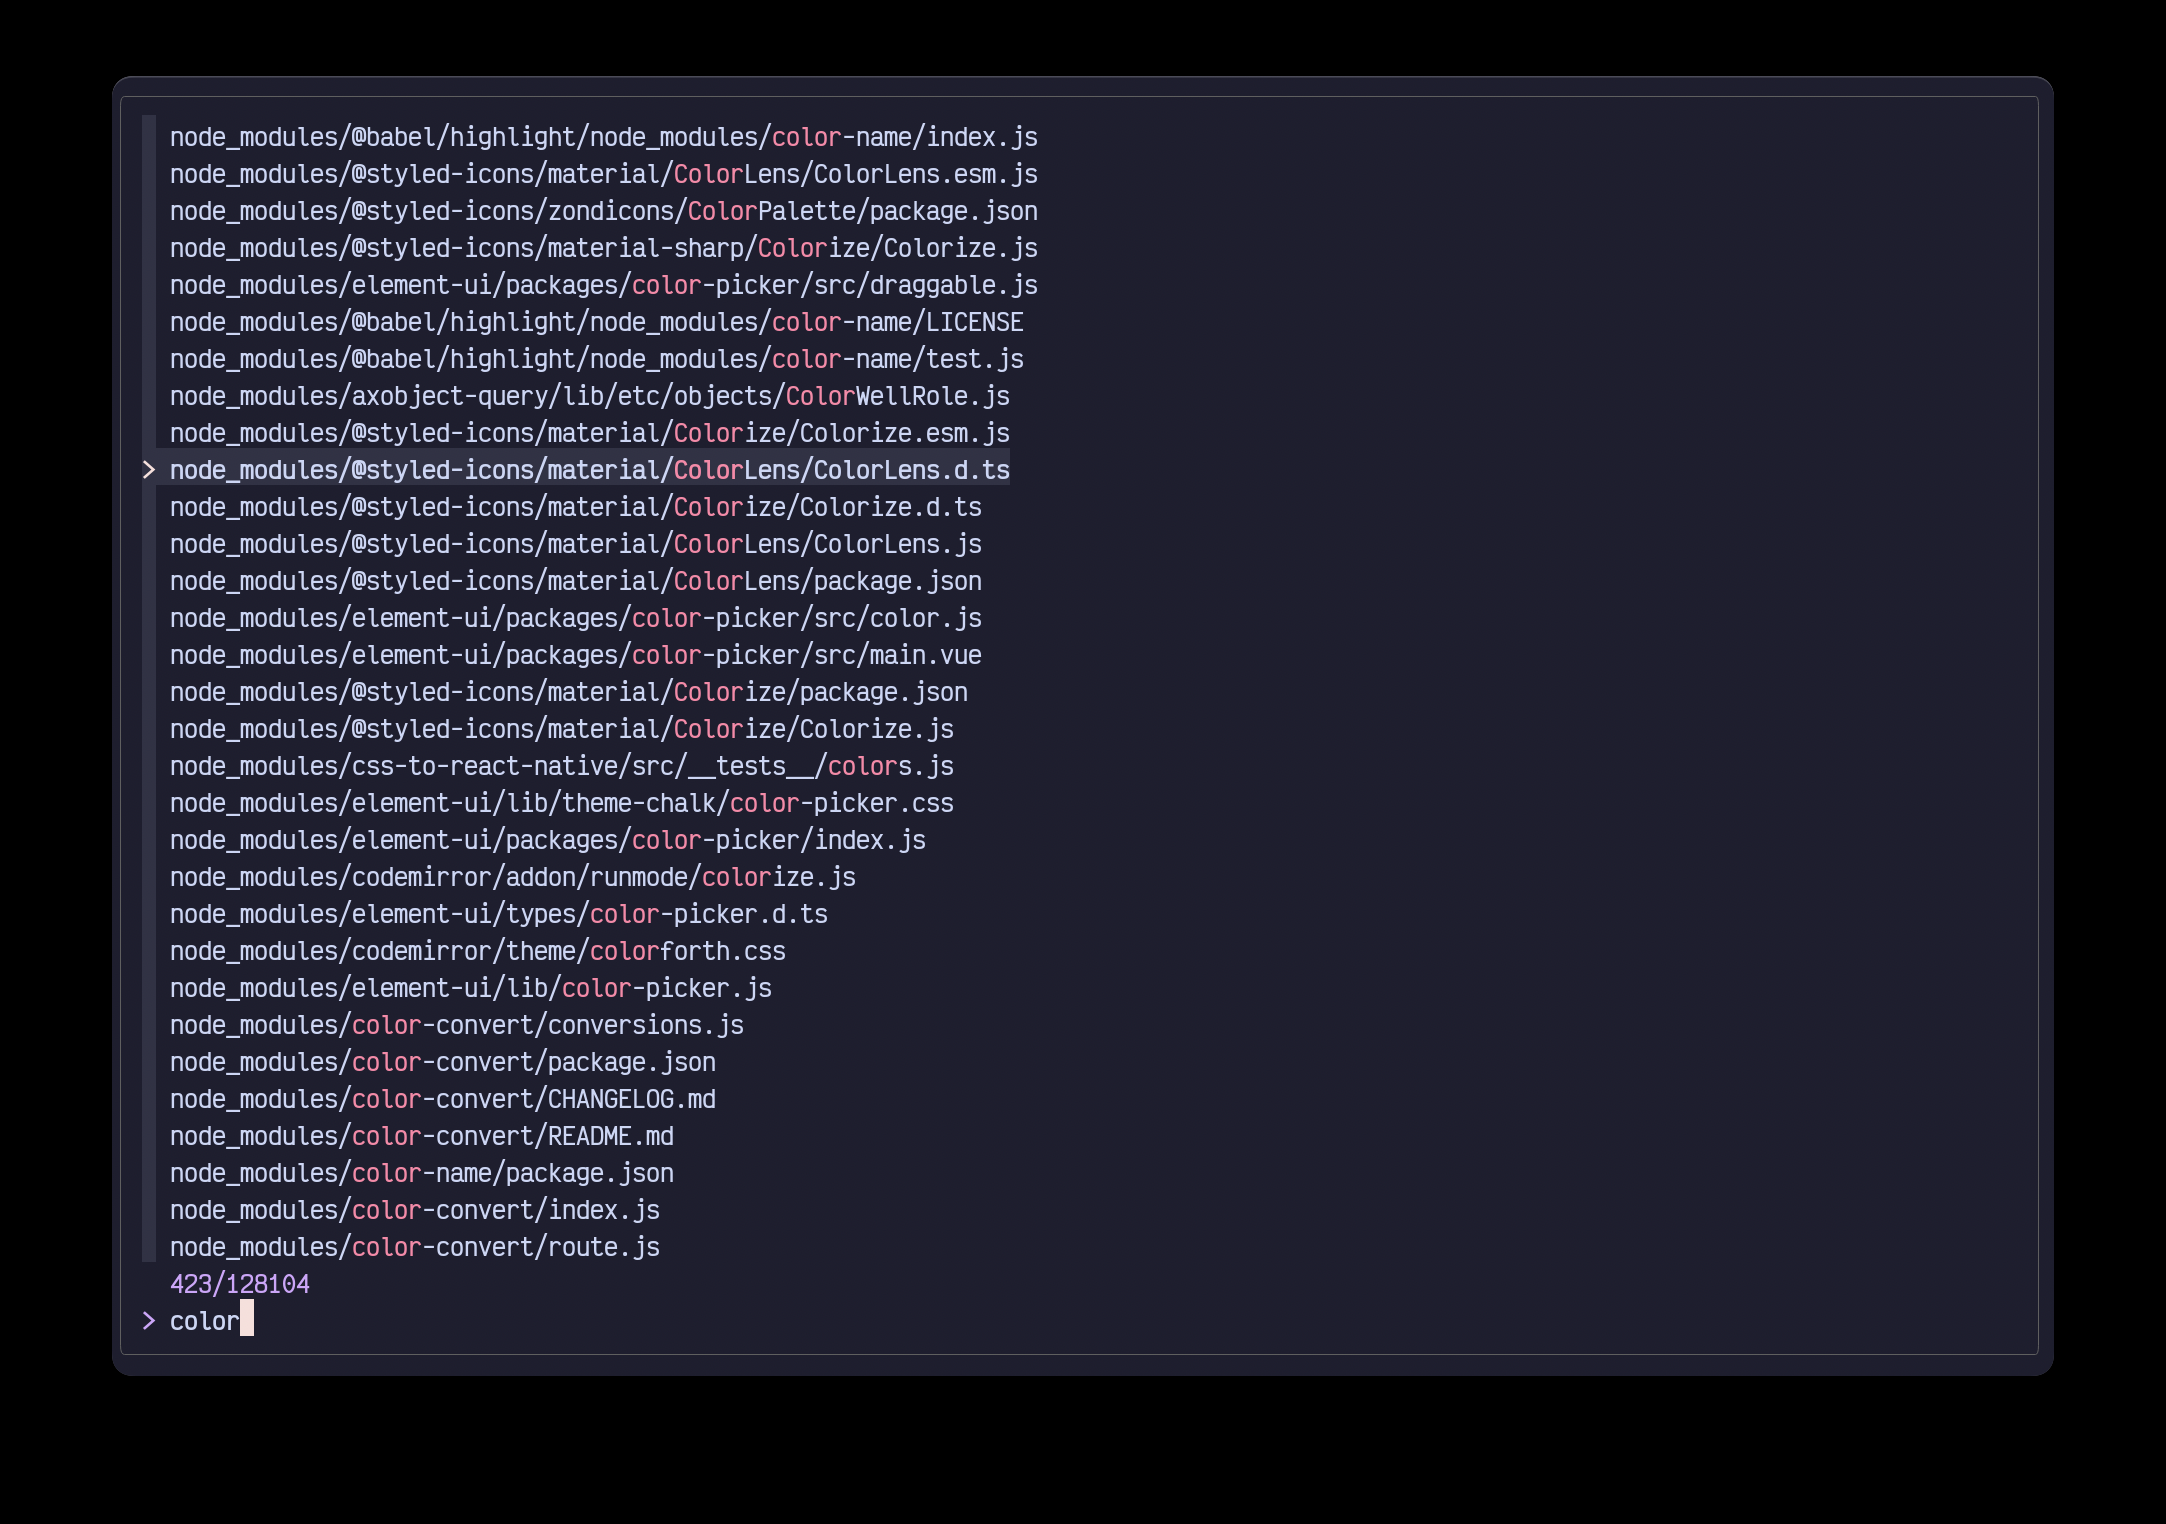 node_modules/@babel/highlight/node_modules/color-name/index.js
node_modules/@styled-icons/material/ColorLens/ColorLens.esm.js
node_modules/@styled-icons/zondicons/ColorPalette/package.json
node_modules/@styled-icons/material-sharp/Colorize/Colorize.js
node_modules/element-ui/packages/color-picker/src/draggable.js
node_modules/@babel/highlight/node_modules/color-name/LICENSE
node_modules/@babel/highlight/node_modules/color-name/test.js
node_modules/axobject-query/lib/etc/objects/ColorWellRole.js
node_modules/@styled-icons/material/Colorize/Colorize.esm.js
> node_modules/@styled-icons/material/ColorLens/ColorLens.d.ts
node_modules/@styled-icons/material/Colorize/Colorize.d.ts
node_modules/@styled-icons/material/ColorLens/ColorLens.js
node_modules/@styled-icons/material/ColorLens/package.json
node_modules/element-ui/packages/color-picker/src/color.js
node_modules/element-ui/packages/color-picker/src/main.vue
node_modules/@styled-icons/material/Colorize/package.json
node_modules/@styled-icons/material/Colorize/Colorize.js
node_modules/css-to-react-native/src/__tests__/colors.js
node_modules/element-ui/lib/theme-chalk/color-picker.css
node_modules/element-ui/packages/color-picker/index.js
node_modules/codemirror/addon/runmode/colorize.js
node_modules/element-ui/types/color-picker.d.ts
node_modules/codemirror/theme/colorforth.css
node_modules/element-ui/lib/color-picker.js
node_modules/color-convert/conversions.js
node_modules/color-convert/package.json
node_modules/color-convert/CHANGELOG.md
node_modules/color-convert/README.md
node_modules/color-name/package.json
node_modules/color-convert/index.js
node_modules/color-convert/route.js
423/128104
> color